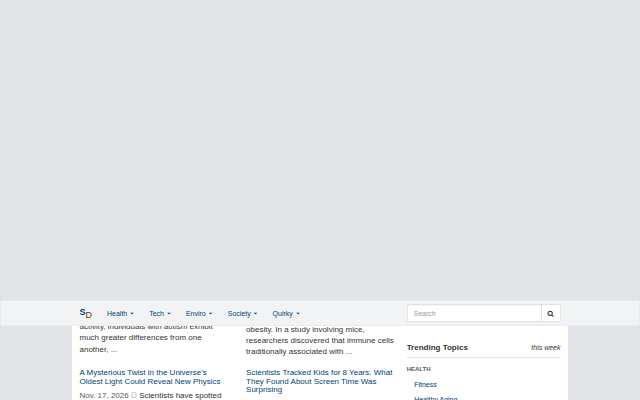 SD Health Tech Enviro Society Quirky Search
activity, individuals with autism exhibit
much greater differences from one
another, ...
A Mysterious Twist in the Universe's
Oldest Light Could Reveal New Physics
Nov. 17, 2026 Scientists have spotted
obesity. In a study involving mice,
researchers discovered that immune cells
traditionally associated with ...
Scientists Tracked Kids for 8 Years. What
They Found About Screen Time Was
Surprising
Trending Topics this week
HEALTH
Fitness
Healthy Aging